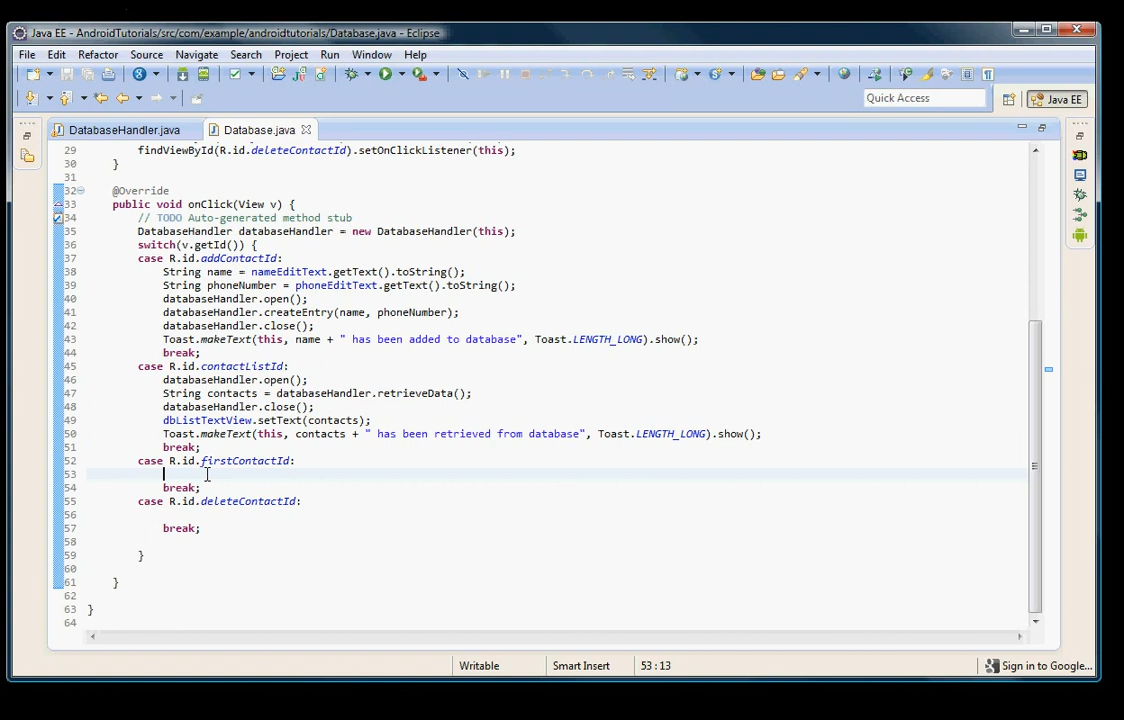 Java EE - AndroidTutorials/src/com/example/androidtutorials/Database.java - Eclipse
File Edit Refactor Source Navigate Search Project Run Window Help
Quick Access
Java EE
DatabaseHandler.java
Database.java
29 findViewById(R.id.deleteContactId).setOnClickListener(this);
30 }
31
32 @Override
33 public void onClick(View v) {
34 // TODO Auto-generated method stub
35 DatabaseHandler databaseHandler = new DatabaseHandler(this);
36 switch(v.getId()) {
37 case R.id.addContactId:
38 String name = nameEditText.getText().toString();
39 String phoneNumber = phoneEditText.getText().toString();
40 databaseHandler.open();
41 databaseHandler.createEntry(name, phoneNumber);
42 databaseHandler.close();
43 Toast.makeText(this, name + " has been added to database", Toast.LENGTH_LONG).show();
44 break;
45 case R.id.contactListId:
46 databaseHandler.open();
47 String contacts = databaseHandler.retrieveData();
48 databaseHandler.close();
49 dbListTextView.setText(contacts);
50 Toast.makeText(this, contacts + " has been retrieved from database", Toast.LENGTH_LONG).show();
51 break;
52 case R.id.firstContactId:
53
54 break;
55 case R.id.deleteContactId:
56
57 break;
58
59 }
60
61 }
62
63 }
64
Writable
Smart Insert
53 : 13
Sign in to Google...